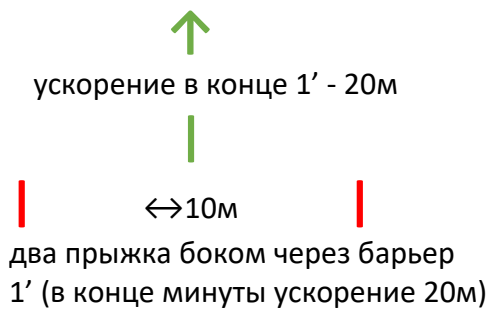 ускорение в конце 1’ - 20м
↔10м
два прыжка боком через барьер
1’ (в конце минуты ускорение 20м)